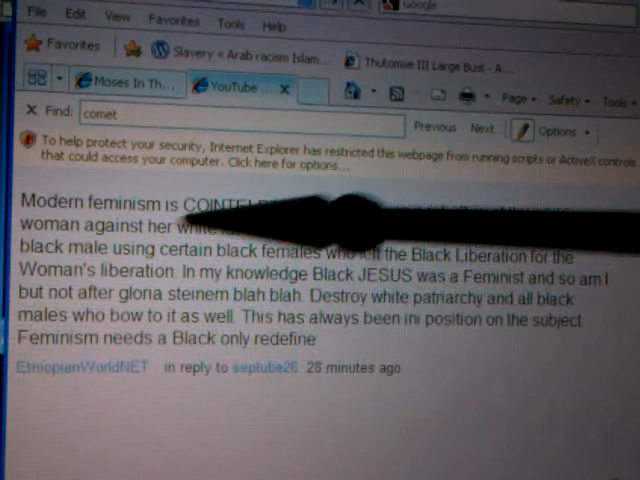 File Edit View Favorites Tools Help
Google
Favorites Slavery « Arab racism Islam... Thutomse III Large Bust - A...
Moses In Th... YouTube ... X Page Safety Tools
X Find: comet Previous Next Options
To help protect your security, Internet Explorer has restricted this webpage from running scripts or ActiveX controls
that could access your computer. Click here for options...
Modern feminism is
woman against her white
black male using certain black females who left the Black Liberation for the
Woman's liberation. In my knowledge Black JESUS was a Feminist and so am I
but not after gloria steinem blah blah. Destroy white patriarchy and all black
males who bow to it as well. This has always been ini position on the subject.
Feminism needs a Black only redefine
EthiopianWorldNET in reply to septube26 28 minutes ago